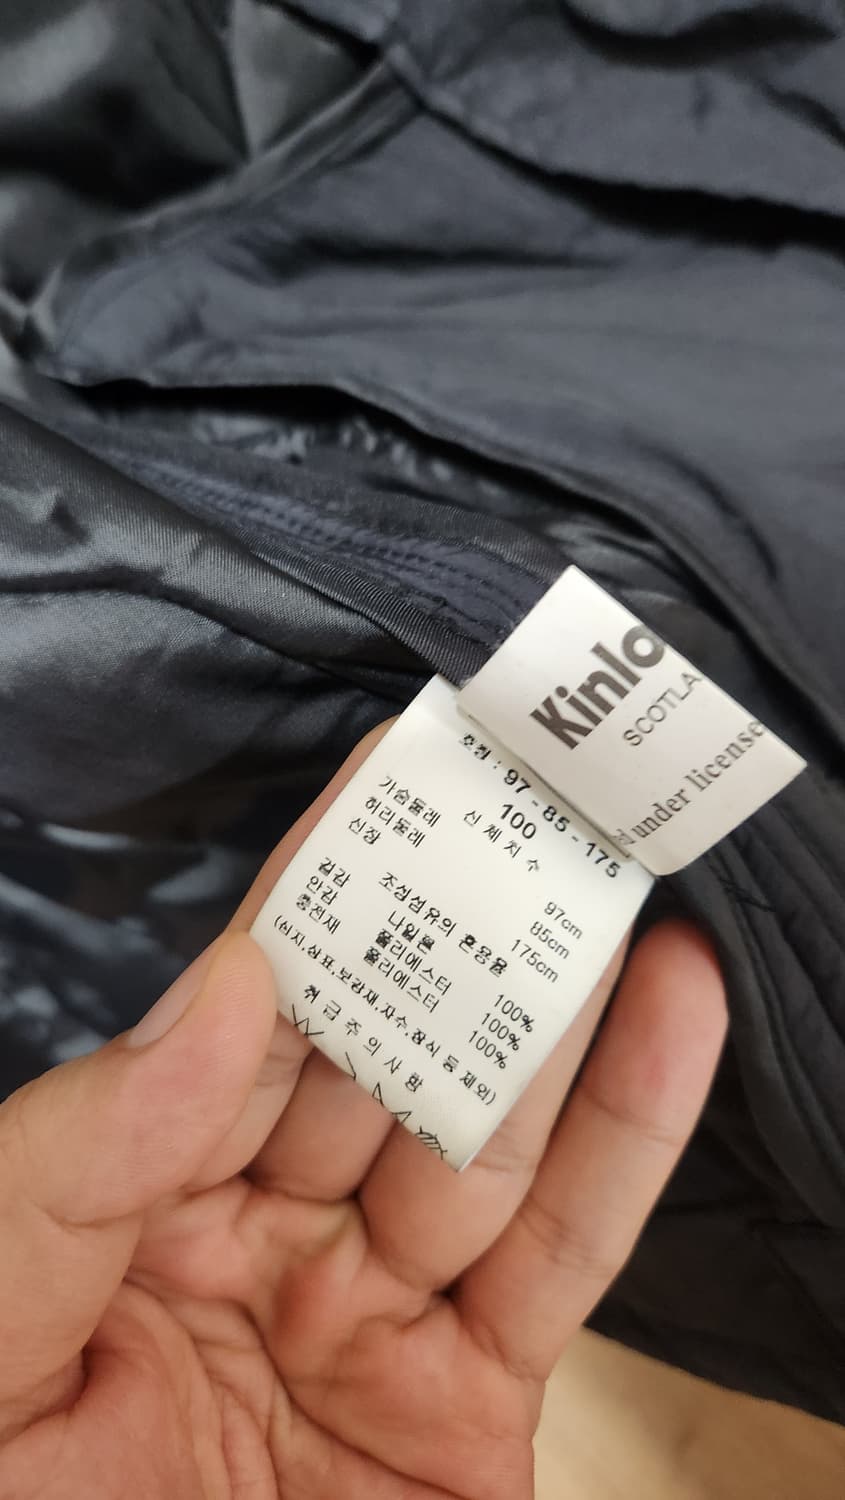 Kinlo
SCOTLA
d under license
호칭 : 97 - 85 - 175
100
신 체 치 수
가슴둘레 97cm
허리둘레 85cm
신장 175cm
조성섬유의 혼용율
겉감 나일론 100%
안감 폴리에스터 100%
충전재 폴리에스터 100%
(심지,상표,보강재,자수,장식 등 제외)
취 급 주 의 사 항